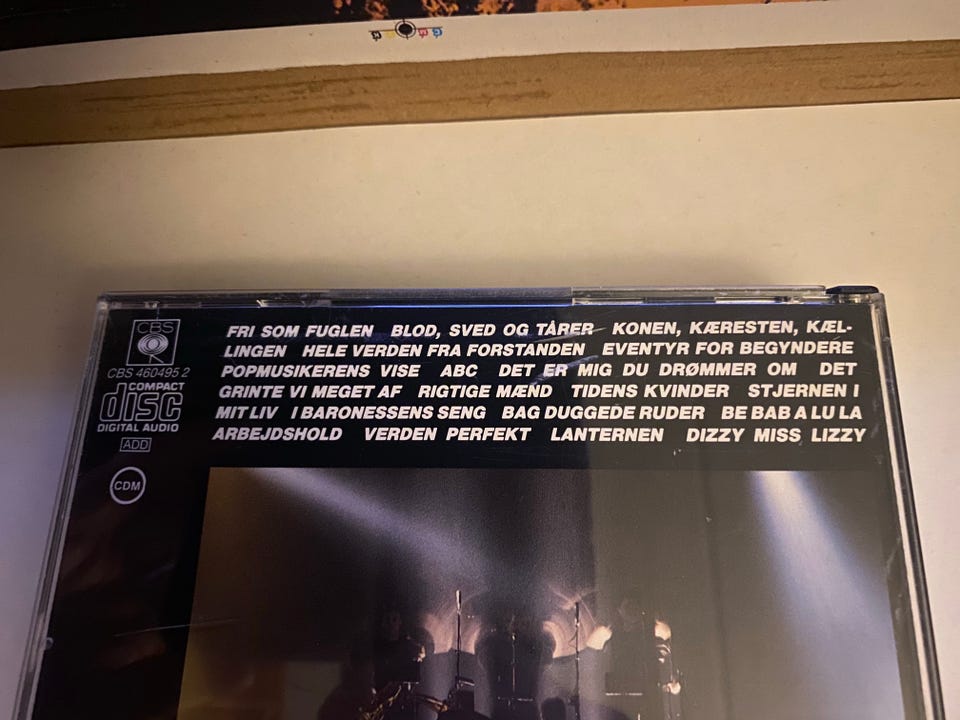 CBS
CBS 460495 2
COMPACT
disc
DIGITAL AUDIO
ADD
CDM
FRI SOM FUGLEN BLOD, SVED OG TÅRER KONEN, KÆRESTEN, KÆL-
LINGEN HELE VERDEN FRA FORSTANDEN EVENTYR FOR BEGYNDERE
POPMUSIKERENS VISE ABC DET ER MIG DU DRØMMER OM DET
GRINTE VI MEGET AF RIGTIGE MÆND TIDENS KVINDER STJERNEN I
MIT LIV I BARONESSENS SENG BAG DUGGEDE RUDER BE BAB A LU LA
ARBEJDSHOLD VERDEN PERFEKT LANTERNEN DIZZY MISS LIZZY